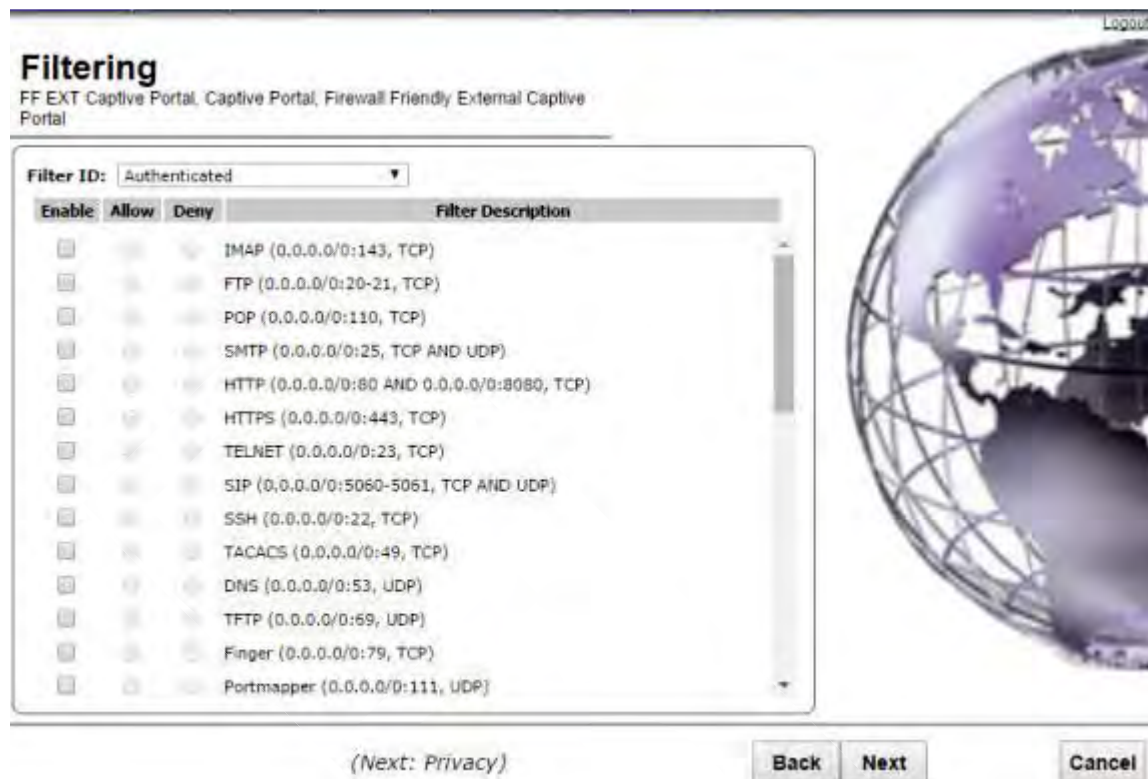 Logout
Filtering
FF EXT Captive Portal, Captive Portal, Firewall Friendly External Captive
Portal
Filter ID: Authenticated
Enable Allow Deny Filter Description
IMAP (0.0.0.0/0:143, TCP)
FTP (0.0.0.0/0:20-21, TCP)
POP (0.0.0.0/0:110, TCP)
SMTP (0.0.0.0/0:25, TCP AND UDP)
HTTP (0.0.0.0/0:80 AND 0.0.0.0/0:8080, TCP)
HTTPS (0.0.0.0/0:443, TCP)
TELNET (0.0.0.0/0:23, TCP)
SIP (0.0.0.0/0:5060-5061, TCP AND UDP)
SSH (0.0.0.0/0:22, TCP)
TACACS (0.0.0.0/0:49, TCP)
DNS (0.0.0.0/0:53, UDP)
TFTP (0.0.0.0/0:69, UDP)
Finger (0.0.0.0/0:79, TCP)
Portmapper (0.0.0.0/0:111, UDP)
(Next: Privacy) Back Next Cancel